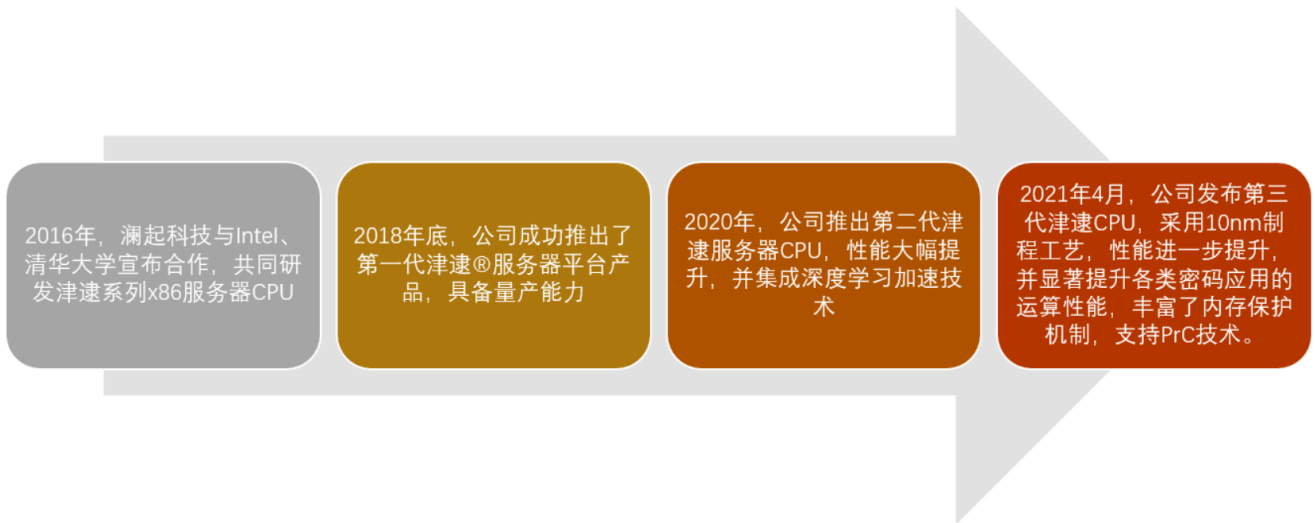 2016年，澜起科技与Intel、
清华大学宣布合作，共同研
发津逮系列x86服务器CPU
2018年底，公司成功推出了
第一代津逮®服务器平台产
品，具备量产能力
2020年，公司推出第二代津
逮服务器CPU，性能大幅提
升，并集成深度学习加速技
术
2021年4月，公司发布第三
代津逮CPU，采用10nm制
程工艺，性能进一步提升，
并显著提升各类密码应用的
运算性能，丰富了内存保护
机制，支持PrC技术。